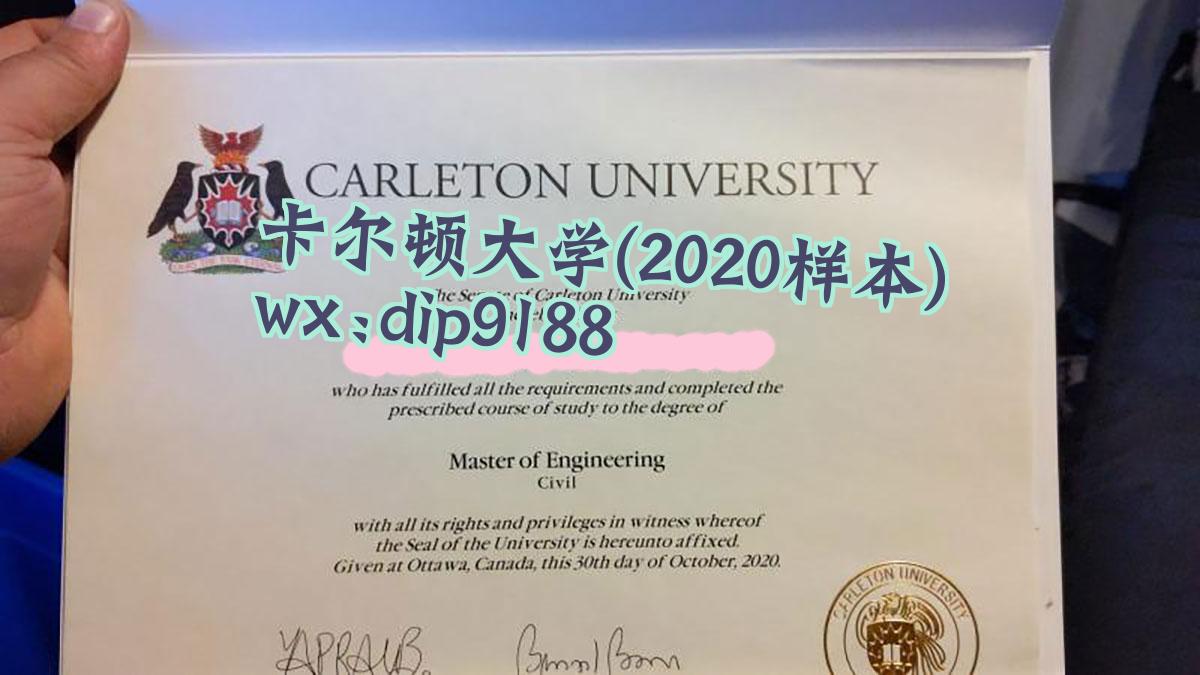 CARLETON UNIVERSITY
卡尔顿大学(2020样本)
The Senate of Carleton University
wx:dip9188
who has fulfilled all the requirements and completed the
prescribed course of study to the degree of
Master of Engineering
Civil
with all its rights and privileges in witness whereof
the Seal of the University is hereunto affixed.
Given at Ottawa, Canada, this 30th day of October, 2020.
CARLETON UNIVERSITY